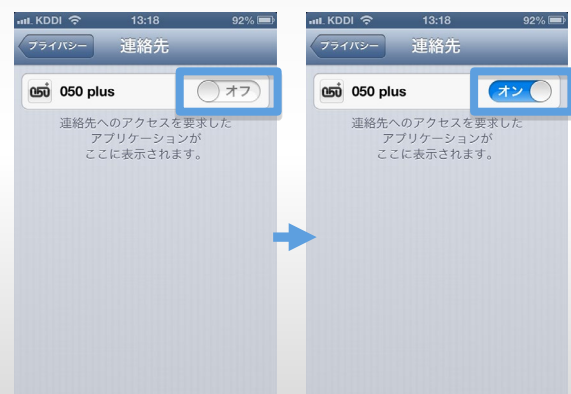 KDDI 13:18 92%
プライバシー 連絡先
050 plus オフ
連絡先へのアクセスを要求した
アプリケーションが
ここに表示されます。
KDDI 13:18 92%
プライバシー 連絡先
050 plus オン
連絡先へのアクセスを要求した
アプリケーションが
ここに表示されます。